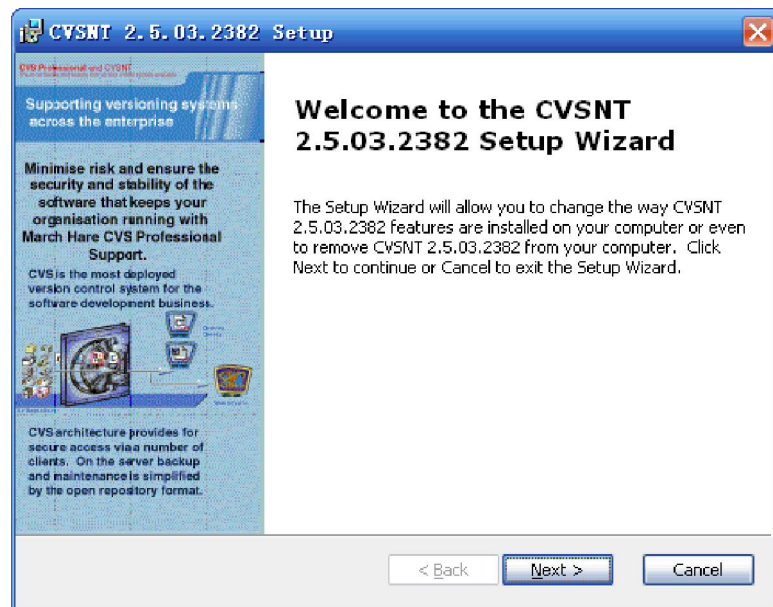 CVSNT 2.5.03.2382 Setup
CVS Professional and CVSNT
Supporting versioning systems
across the enterprise
Minimise risk and ensure the
security and stability of the
software that keeps your
organisation running with
March Hare CVS Professional
Support.
CVS is the most deployed
version control system for the
software development business.
CVS architecture provides for
secure access via a number of
clients. On the server backup
and maintenance is simplified
by the open repository format.
Welcome to the CVSNT
2.5.03.2382 Setup Wizard
The Setup Wizard will allow you to change the way CVSNT
2.5.03.2382 features are installed on your computer or even
to remove CVSNT 2.5.03.2382 from your computer. Click
Next to continue or Cancel to exit the Setup Wizard.
< Back
Next >
Cancel